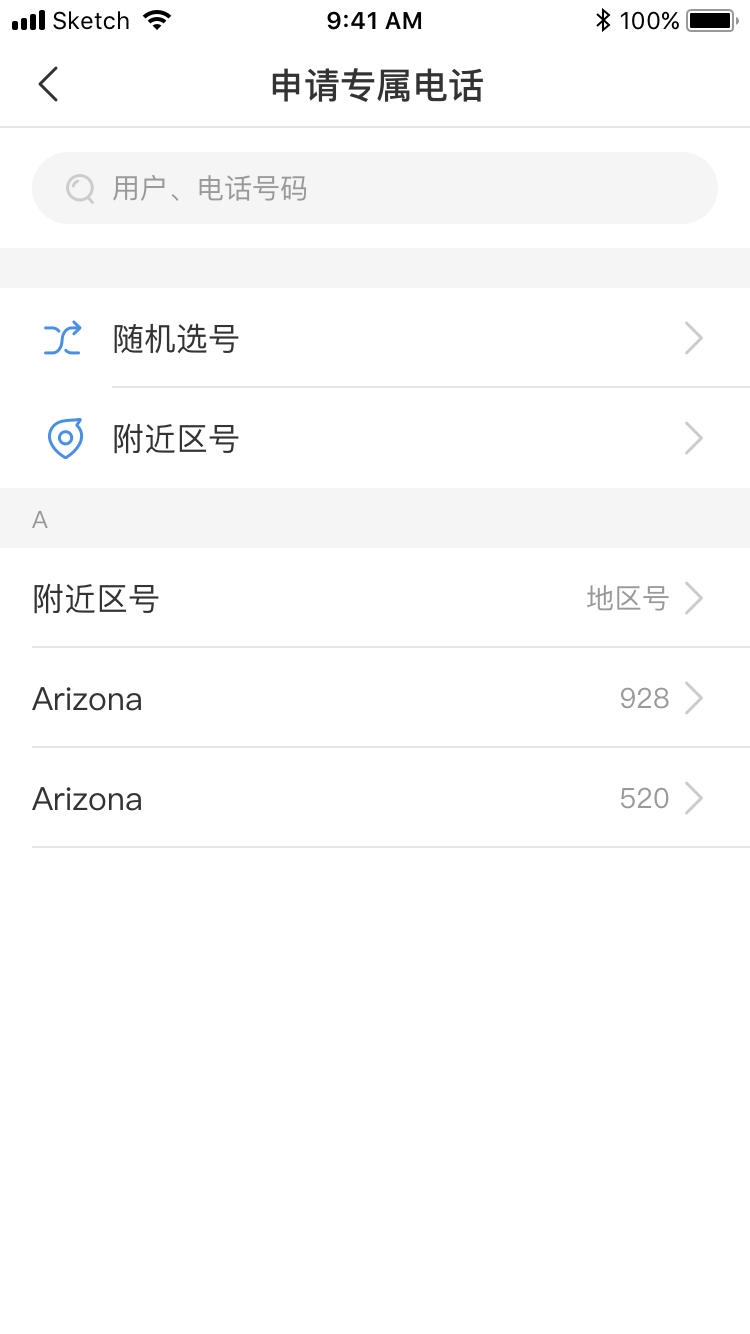 Sketch 9:41 AM 100%
申请专属电话
用户、电话号码
随机选号
附近区号
A
附近区号 地区号
Arizona 928
Arizona 520